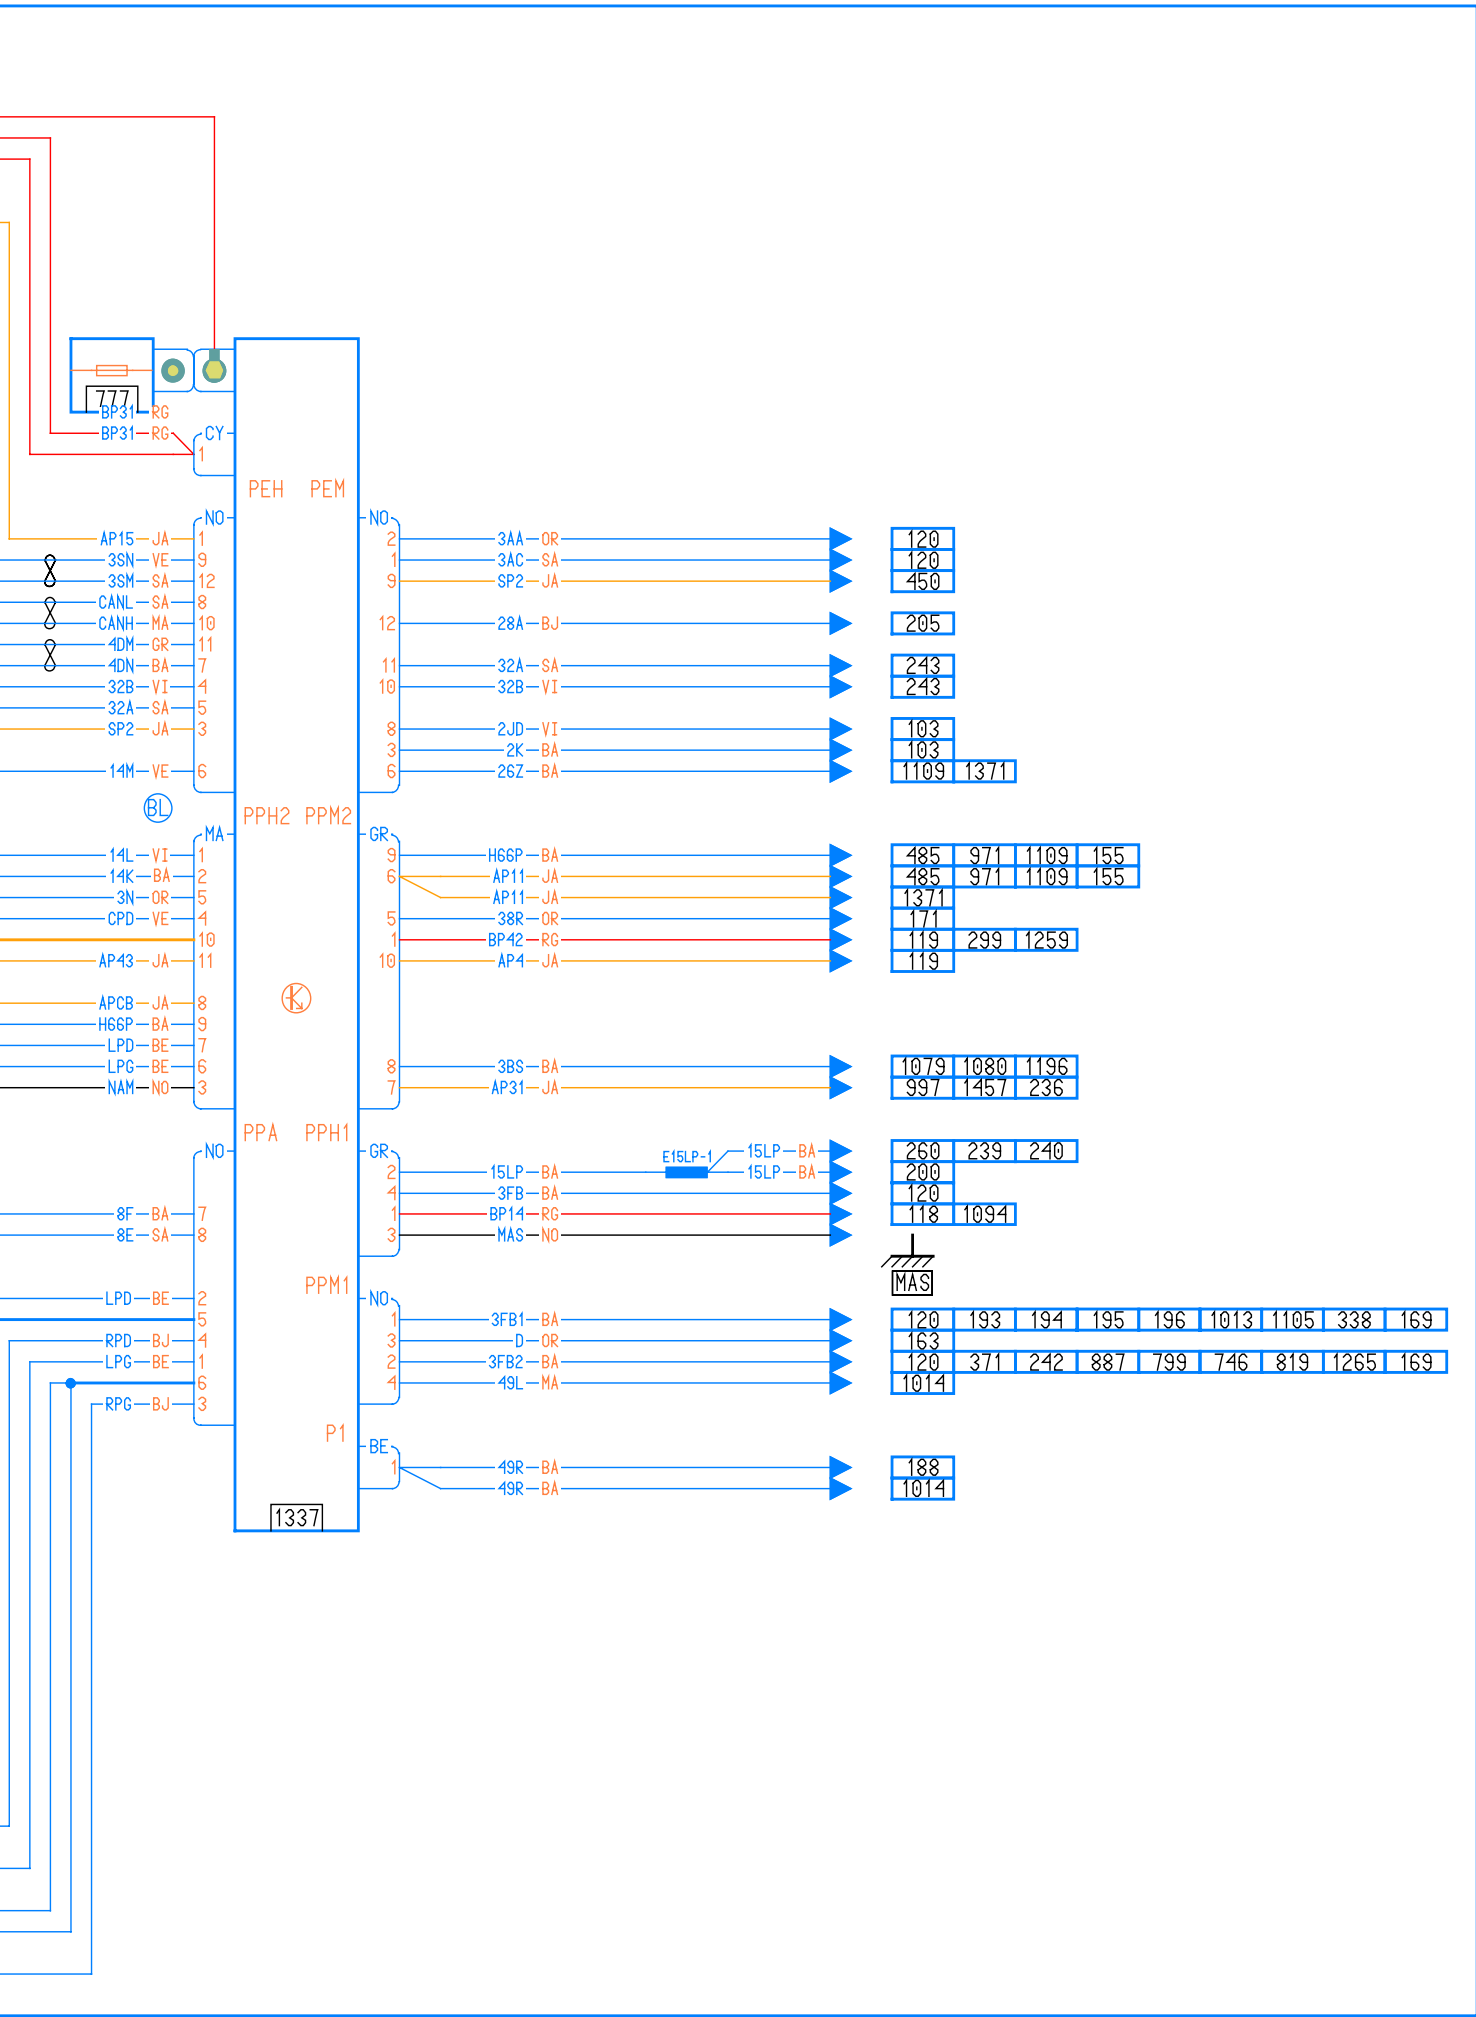 777
BP31 RG
BP31 RG CY
1
PEH PEM
NO NO
AP15 JA 1 2 3AA OR 120
3SN VE 9 1 3AC SA 120
3SM SA 12 9 SP2 JA 450
CANL SA 8
CANH MA 10 12 28A BJ 205
4DM GR 11
4DN BA 7 11 32A SA 243
32B VI 4 10 32B VI 243
32A SA 5
SP2 JA 3 8 2JD VI 103
3 2K BA 103
14M VE 6 6 26Z BA 1109 1371
BL
PPH2 PPM2
MA GR
14L VI 1 9 H66P BA 485 971 1109 155
14K BA 2 6 AP11 JA 485 971 1109 155
3N OR 5 AP11 JA 1371
CPD VE 4 5 38R OR 171
10 1 BP42 RG 119 299 1259
AP43 JA 11 10 AP4 JA 119
K
APCB JA 8
H66P BA 9
LPD BE 7
LPG BE 6 8 3BS BA 1079 1080 1196
NAM NO 3 7 AP31 JA 997 1457 236
PPA PPH1
NO GR E15LP-1 15LP BA 260 239 240
2 15LP BA 15LP BA 200
4 3FB BA 120
8F BA 7 1 BP14 RG 118 1094
8E SA 8 3 MAS NO
PPM1 MAS
LPD BE 2 NO
5 1 3FB1 BA 120 193 194 195 196 1013 1105 338 169
RPD BJ 4 3 D OR 163
LPG BE 1 2 3FB2 BA 120 371 242 887 799 746 819 1265 169
6 4 49L MA 1014
RPG BJ 3
P1
BE
1 49R BA 188
49R BA 1014
1337